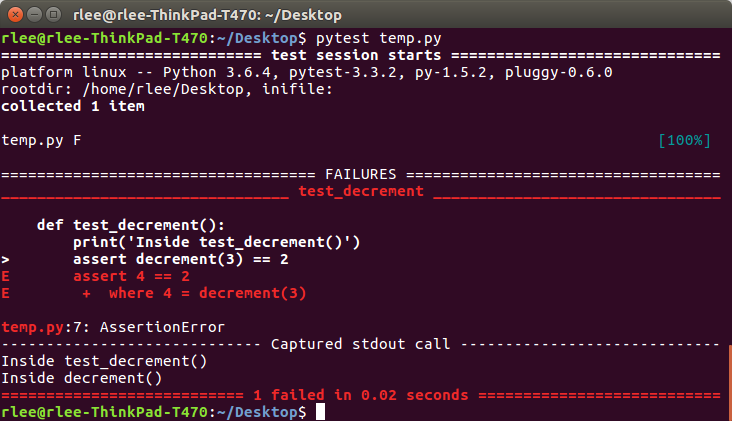 rlee@rlee-ThinkPad-T470: ~/Desktop
rlee@rlee-ThinkPad-T470:~/Desktop$ pytest temp.py
============================= test session starts ==============================
platform linux -- Python 3.6.4, pytest-3.3.2, py-1.5.2, pluggy-0.6.0
rootdir: /home/rlee/Desktop, inifile:
collected 1 item
temp.py F                                                                [100%]
=================================== FAILURES ===================================
________________________________ test_decrement ________________________________
    def test_decrement():
        print('Inside test_decrement()')
>       assert decrement(3) == 2
E       assert 4 == 2
E        +  where 4 = decrement(3)
temp.py:7: AssertionError
----------------------------- Captured stdout call -----------------------------
Inside test_decrement()
Inside decrement()
=========================== 1 failed in 0.02 seconds ===========================
rlee@rlee-ThinkPad-T470:~/Desktop$